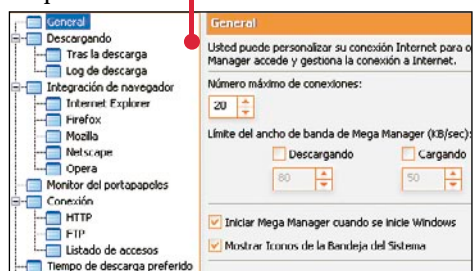 General
Descargando
Tras la descarga
Log de descarga
Integración de navegador
Internet Explorer
Firefox
Mozilla
Netscape
Opera
Monitor del portapapeles
Conexión
HTTP
FTP
Listado de accesos
Tiempo de descarga preferido
General
Usted puede personalizar su conexión Internet para o
Manager accede y gestiona la conexión a Internet.
Número máximo de conexiones:
20
Límite del ancho de banda de Mega Manager (KB/sec):
Descargando Cargando
80 50
Iniciar Mega Manager cuando se inicie Windows
Mostrar Iconos de la Bandeja del Sistema